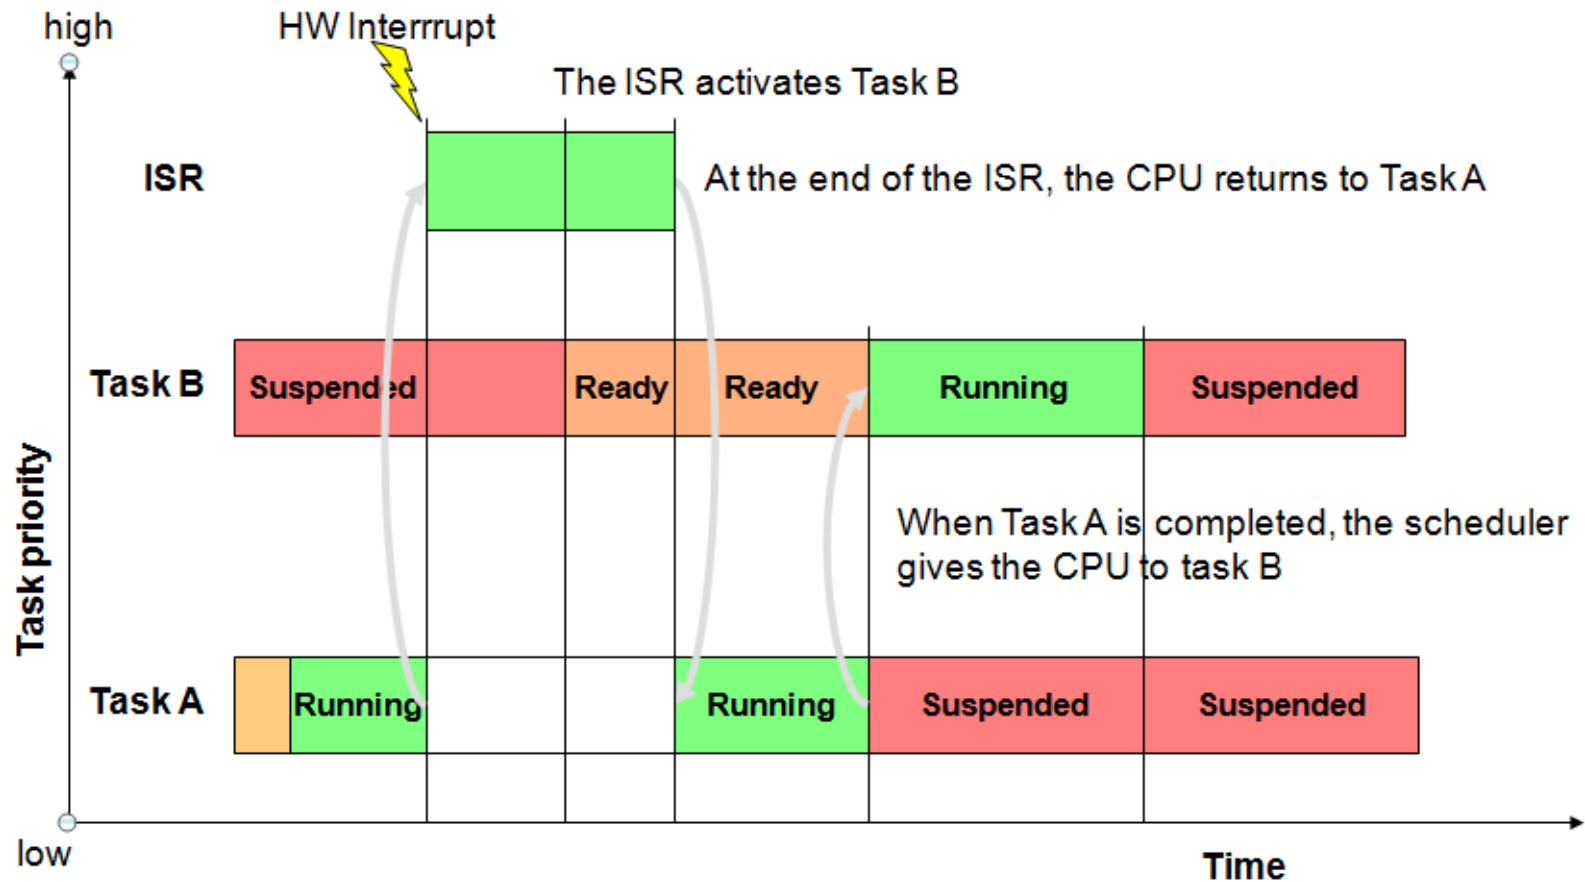 high
HW Interrrupt
The ISR activates Task B
ISR
At the end of the ISR, the CPU returns to Task A
Task B
Suspended
Ready
Ready
Running
Suspended
Task priority
When Task A is completed, the scheduler
gives the CPU to task B
Task A
Running
Running
Suspended
Suspended
low
Time